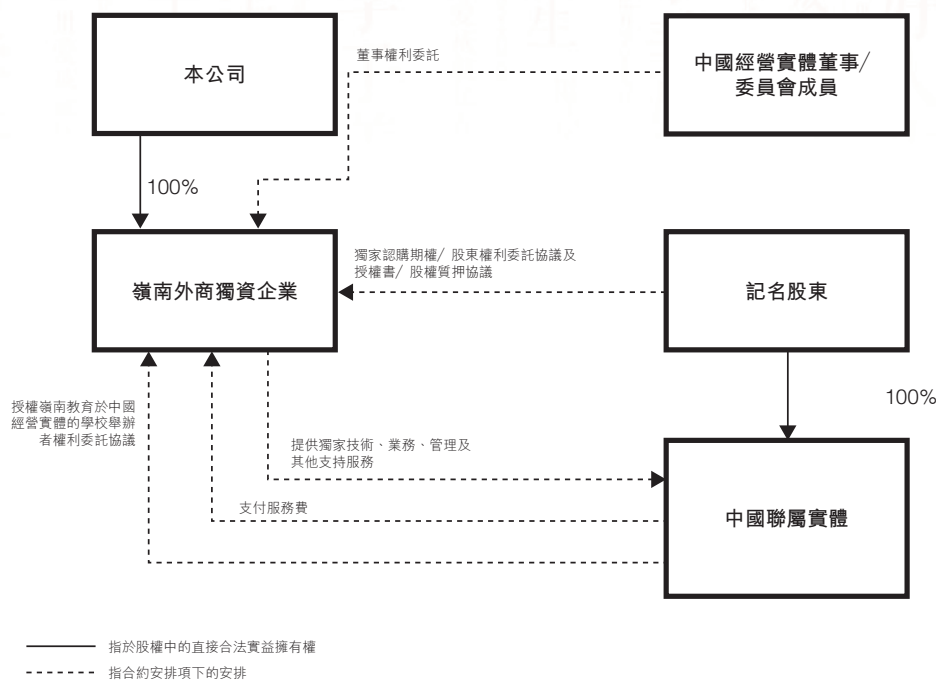 本公司
董事權利委託
中國經營實體董事/
委員會成員
100%
嶺南外商獨資企業
獨家認購期權/ 股東權利委託協議及
授權書/ 股權質押協議
記名股東
100%
授權嶺南教育於中國
經營實體的學校舉辦
者權利委託協議
提供獨家技術、業務、管理及
其他支持服務
支付服務費
中國聯屬實體
指於股權中的直接合法實益擁有權
指合約安排項下的安排